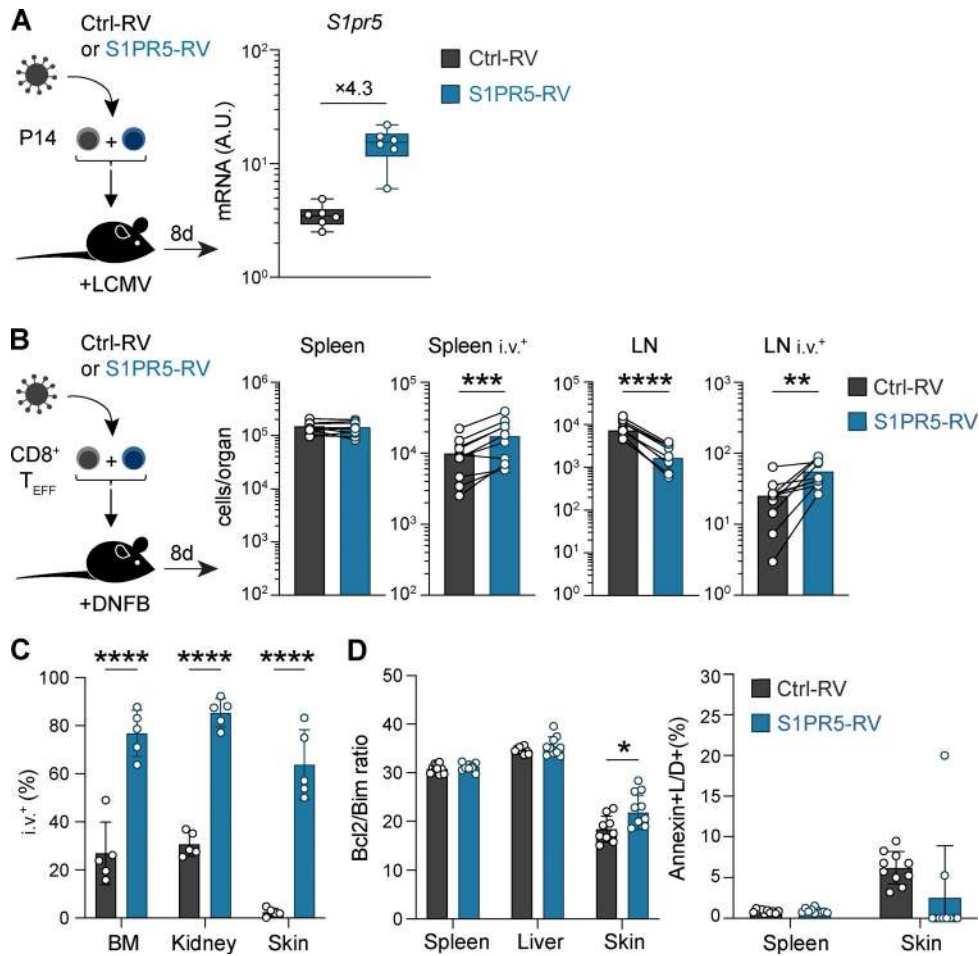 A
Ctrl-RV
or S1PR5-RV
P14
+LCMV
8d
S1pr5
mRNA (A.U.)
10²
10¹
10⁰
×4.3
Ctrl-RV
S1PR5-RV
B
Ctrl-RV
or S1PR5-RV
CD8⁺
T_EFF
+DNFB
8d
cells/organ
Spleen
10⁶
10⁵
10⁴
10³
10²
Spleen i.v.⁺
***
10⁵
10⁴
10³
10²
LN
****
10⁵
10⁴
10³
10²
10¹
10⁰
LN i.v.⁺
**
10³
10²
10¹
10⁰
Ctrl-RV
S1PR5-RV
C
**** **** ****
i.v.⁺ (%)
100
80
60
40
20
0
BM Kidney Skin
D
Bcl2/Bim ratio
50
40
30
20
10
0
*
Spleen Liver Skin
Annexin+L/D+(%)
30
25
20
15
10
5
0
Ctrl-RV
S1PR5-RV
Spleen Skin